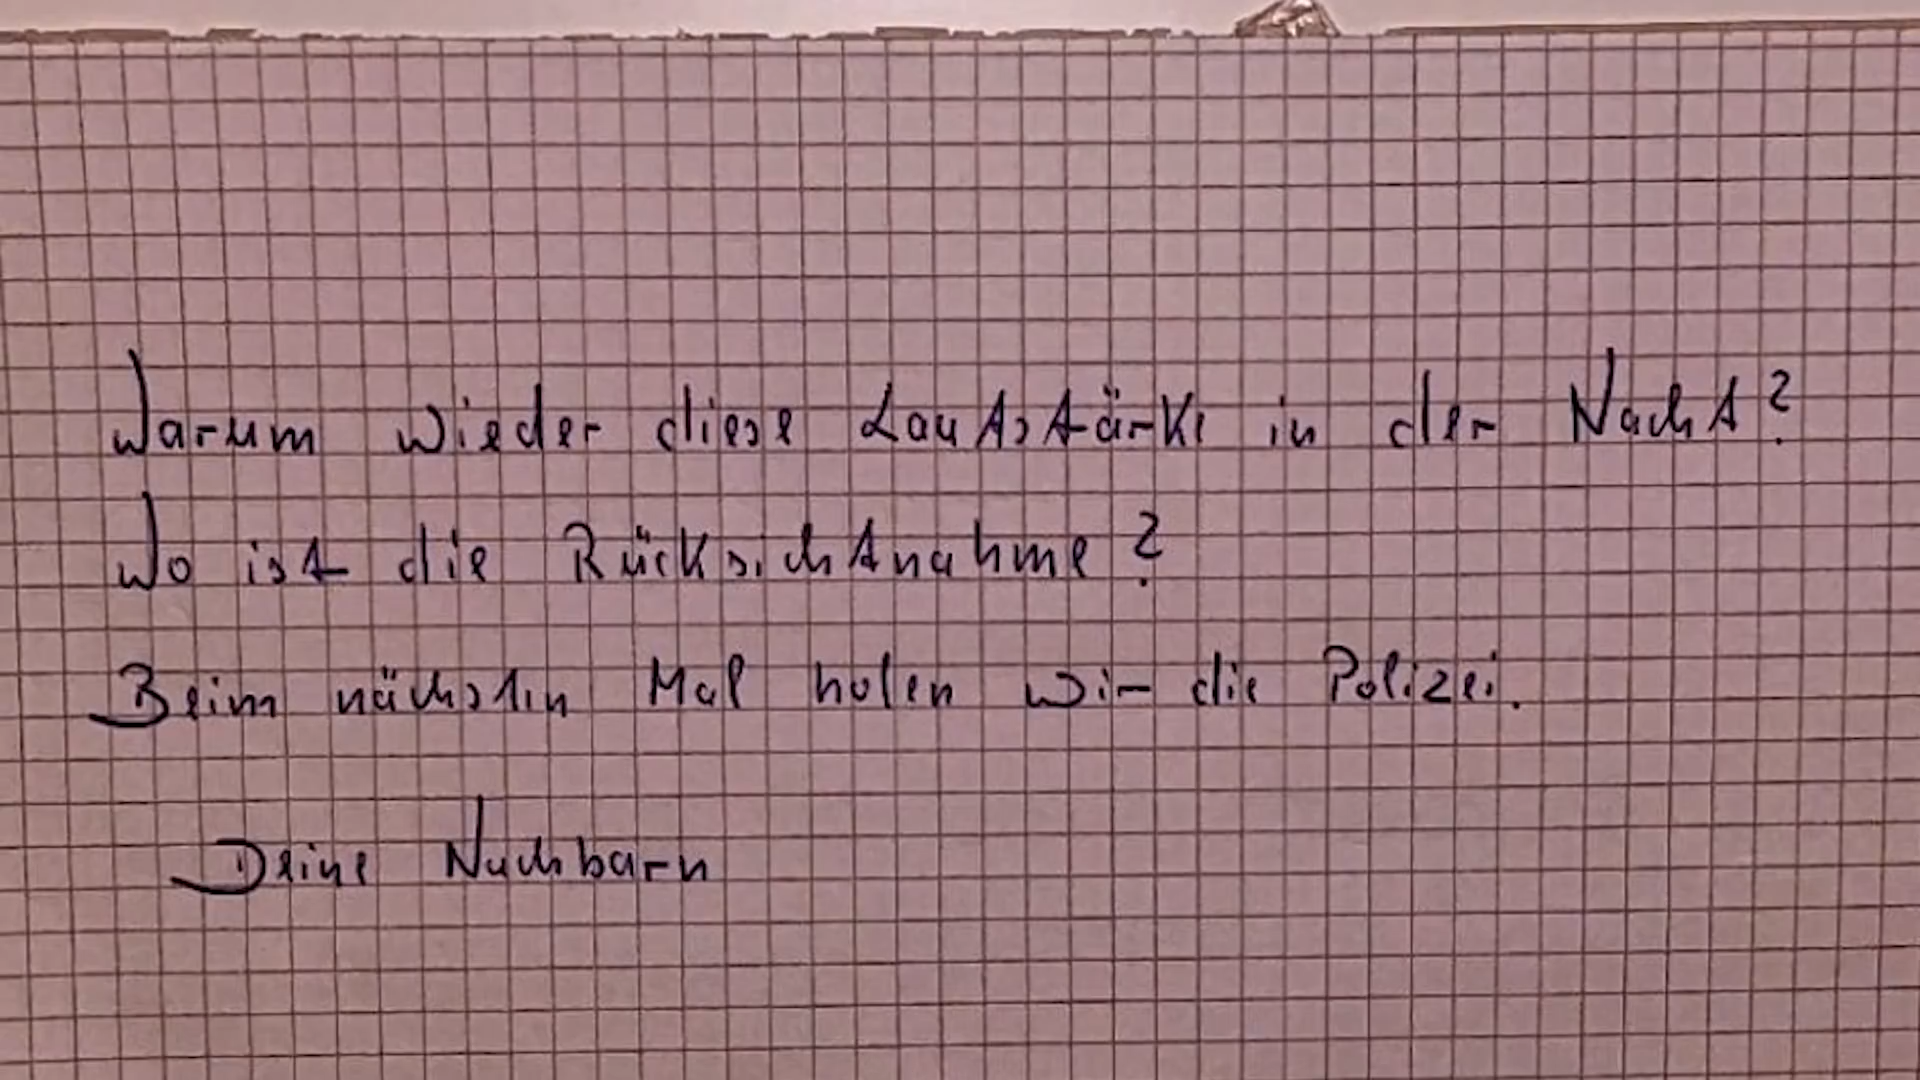 Warum wieder diese Lautstärke in der Nacht?
Wo ist die Rücksichtnahme?
Beim nächsten Mal holen wir die Polizei.
Deine Nachbarn